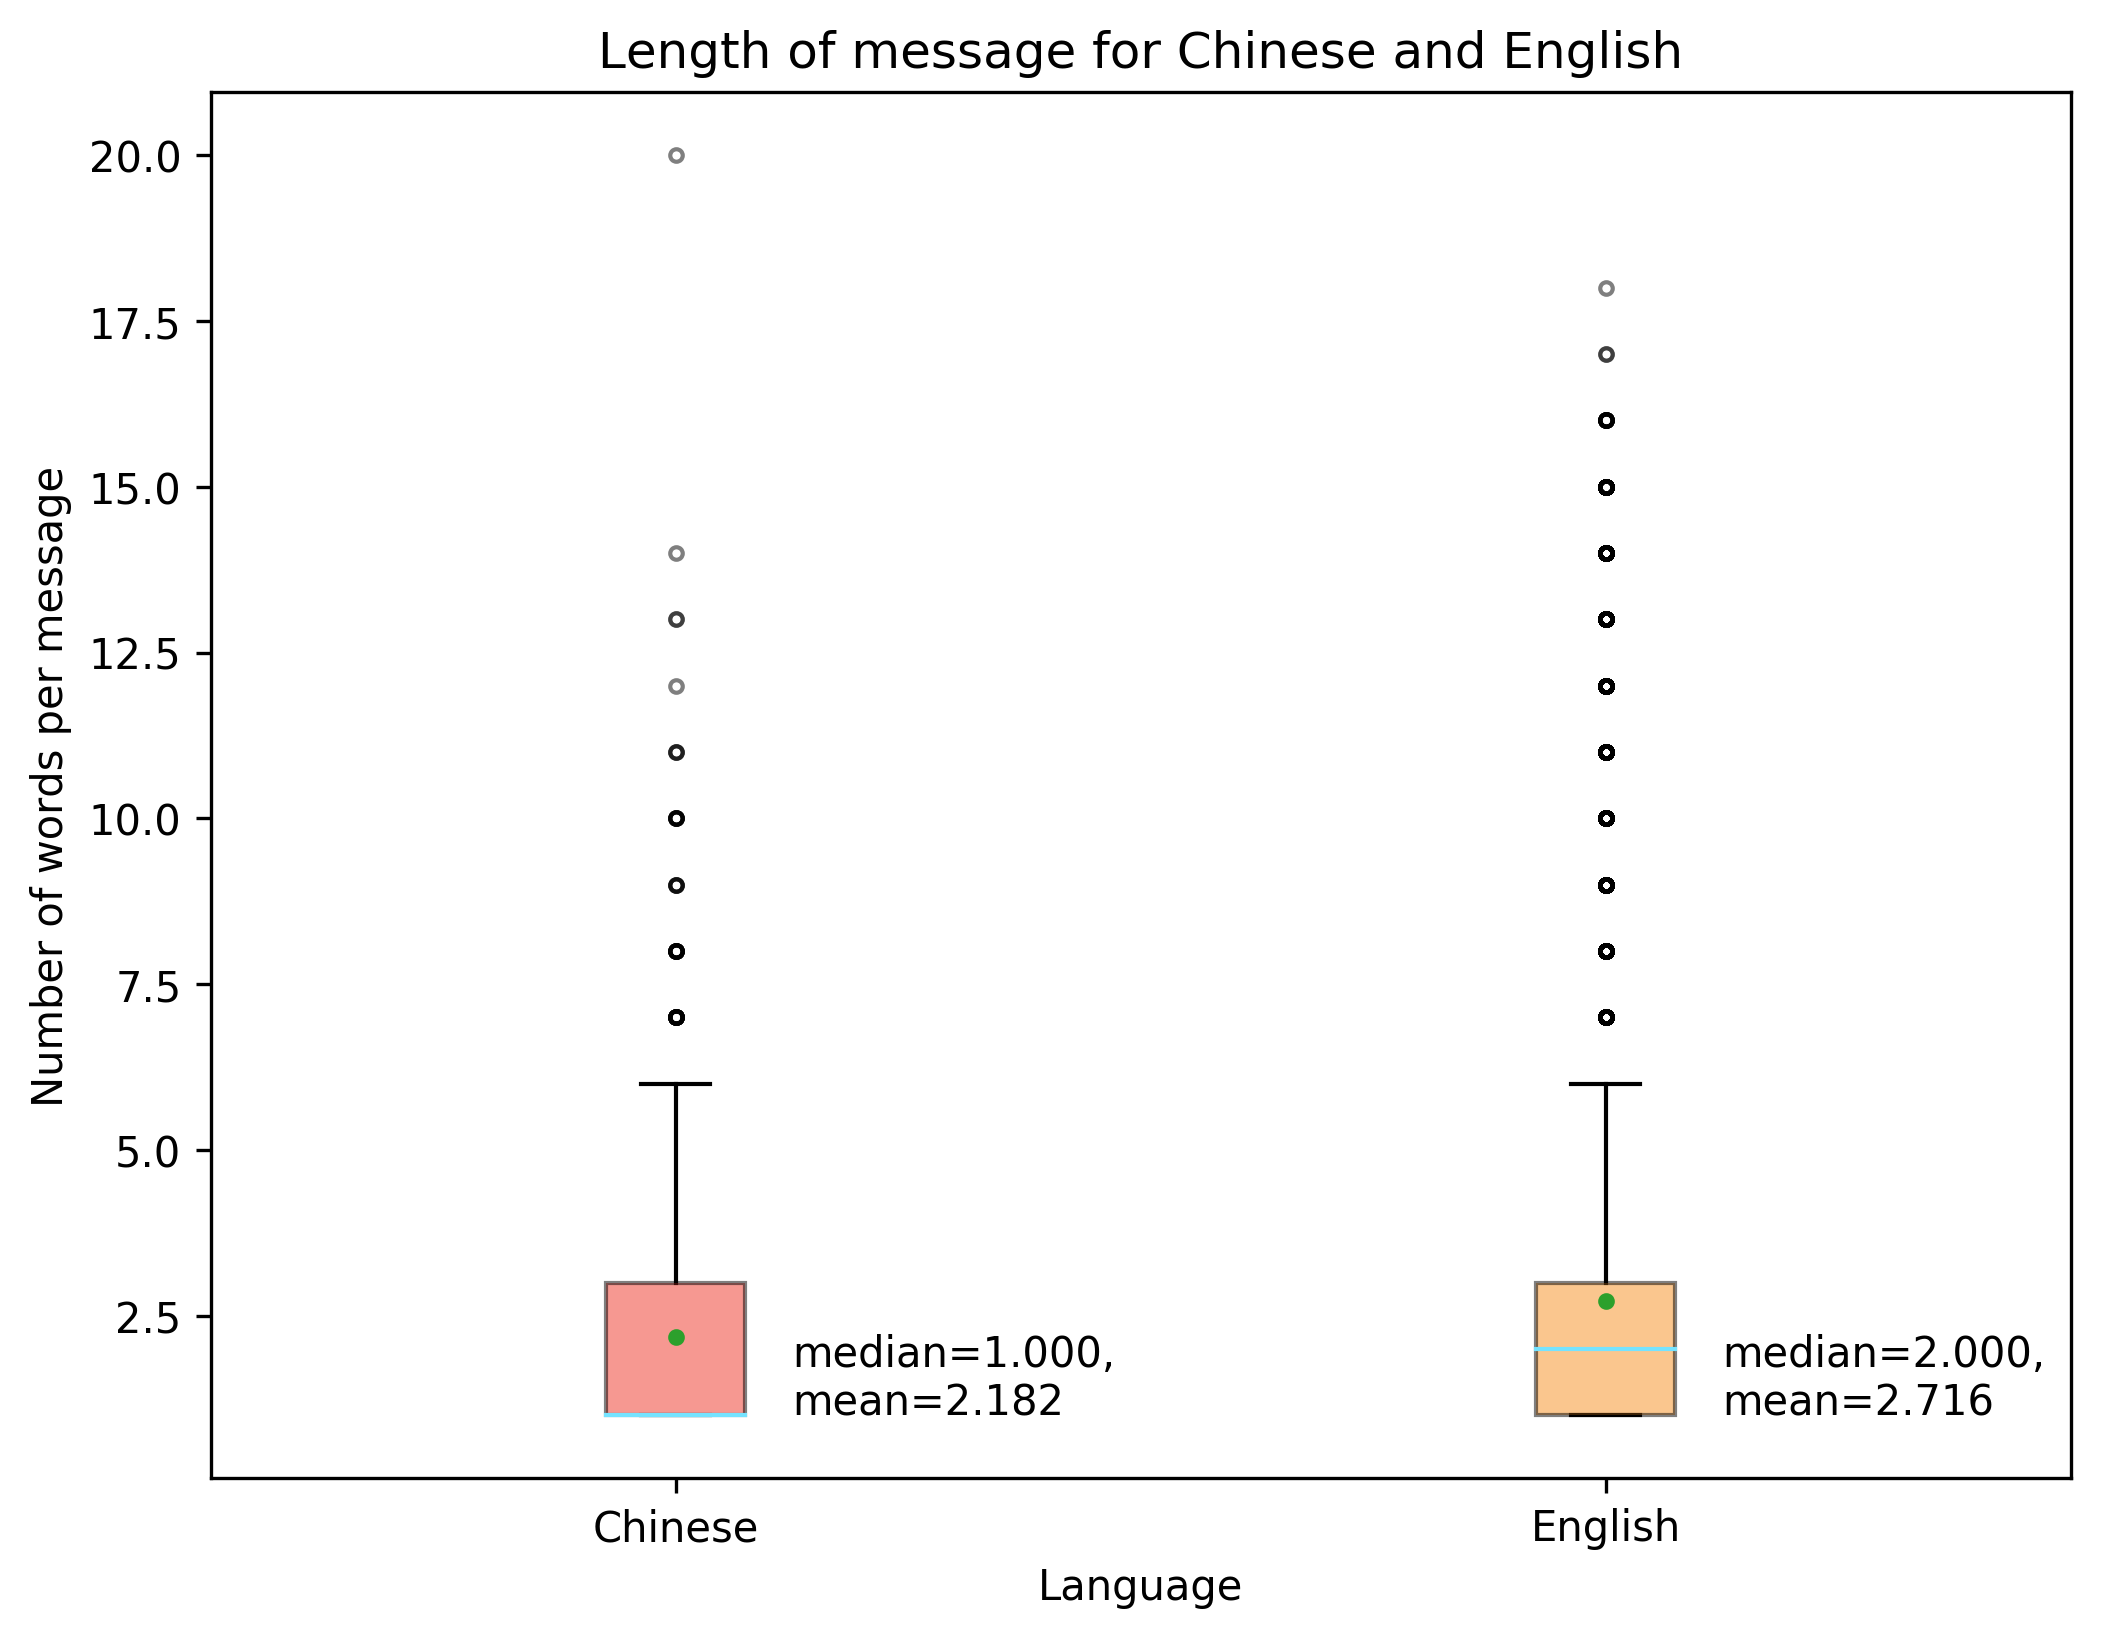 Length of message for Chinese and English
Number of words per message
20.0
17.5
15.0
12.5
10.0
7.5
5.0
2.5
median=1.000,
mean=2.182
median=2.000,
mean=2.716
Chinese
English
Language